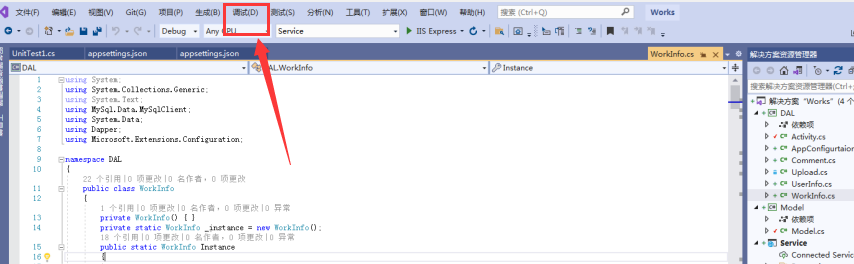 文件(F) 编辑(E) 视图(V) Git(G) 项目(P) 生成(B) 调试(D) 测试(S) 分析(N) 工具(T) 扩展(X) 窗口(W) 帮助(H) 搜索 (Ctrl+Q) Works
Debug Any CPU Service IIS Express
UnitTest1.cs appsettings.json appsettings.json WorkInfo.cs 解决方案资源管理器
DAL DAL.WorkInfo Instance
搜索解决方案资源管理器(Ctrl
1 using System;
2 using System.Collections.Generic;
3 using System.Text;
4 using MySql.Data.MySqlClient;
5 using System.Data;
6 using Dapper;
7 using Microsoft.Extensions.Configuration;
8
9 namespace DAL
10 {
22 个引用|0 项更改|0 名作者，0 项更改
11 public class WorkInfo
12 {
1 个引用|0 项更改|0 名作者，0 项更改|0 异常
13 private WorkInfo() { }
14 private static WorkInfo _instance = new WorkInfo();
18 个引用|0 项更改|0 名作者，0 项更改|0 异常
15 public static WorkInfo Instance
16 {
解决方案 "Works" (4 个
DAL
依赖项
Activity.cs
AppConfigurtaion
Comment.cs
Upload.cs
UserInfo.cs
WorkInfo.cs
Model
依赖项
Model.cs
Service
Connected Service